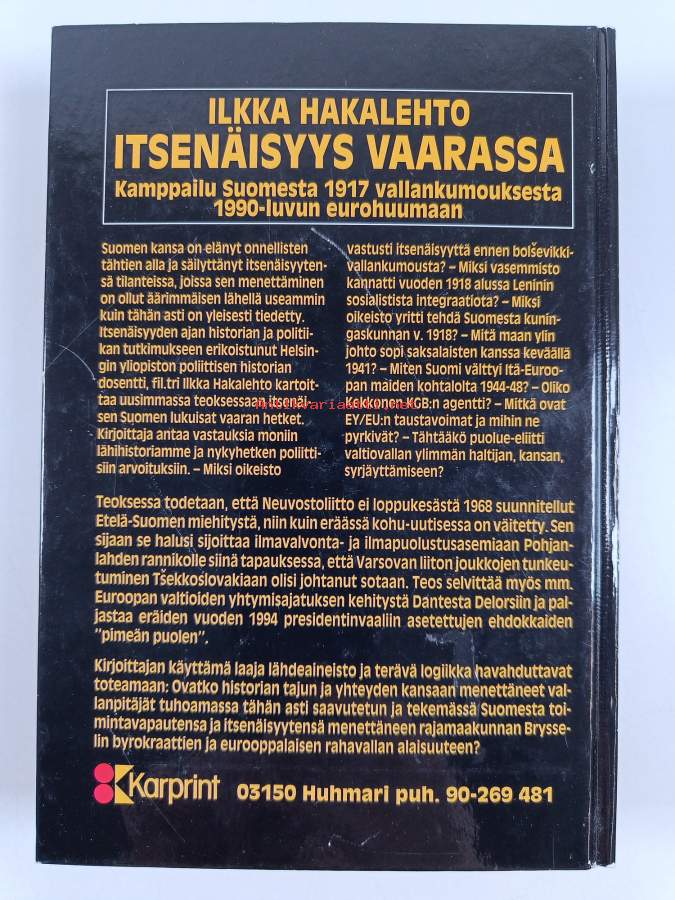 ILKKA HAKALEHTO
ITSENÄISYYS VAARASSA
Kamppailu Suomesta 1917 vallankumouksesta
1990-luvun eurohuumaan
Suomen kansa on elänyt onnellisten
tähtien alla ja säilyttänyt itsenäisyyten-
sä tilanteissa, joissa sen menettäminen
on ollut äärimmäisen lähellä useammin
kuin tähän asti on yleisesti tiedetty.
Itsenäisyyden ajan historian ja politii-
kan tutkimukseen erikoistunut Helsin-
gin yliopiston poliittisen historian
dosentti, fil.tri Ilkka Hakalehto kartoit-
taa uusimmassa teoksessaan itsenäi-
sen Suomen lukuisat vaaran hetket.
Kirjoittaja antaa vastauksia moniin
lähihistoriamme ja nykyhetken poliitti-
siin arvoituksiin. – Miksi oikeisto
vastusti itsenäisyyttä ennen bolševikki-
vallankumousta? – Miksi vasemmisto
kannatti vuoden 1918 alussa Leninin
sosialistista integraatiota? – Miksi
oikeisto yritti tehdä Suomesta kunin-
gaskunnan v. 1918? – Mitä maan ylin
johto sopi saksalaisten kanssa keväällä
1941? – Miten Suomi välttyi Itä-Euroo-
pan maiden kohtalolta 1944-48? – Oliko
Kekkonen KGB:n agentti? – Mitkä ovat
EY/EU:n taustavoimat ja mihin ne
pyrkivät? – Tähtääkö puolue-eliitti
valtiovallan ylimmän haltijan, kansan,
syrjäyttämiseen?
Antikvariaatti.net
Teoksessa todetaan, että Neuvostoliitto ei loppukesästä 1968 suunnitellut
Etelä-Suomen miehitystä, niin kuin eräässä kohu-uutisessa on väitetty. Sen
sijaan se halusi sijoittaa ilmavalvonta- ja ilmapuolustusasemiaan Pohjan-
lahden rannikolle siinä tapauksessa, että Varsovan liiton joukkojen tunkeu-
tuminen Tšekkoslovakiaan olisi johtanut sotaan. Teos selvittää myös mm.
Euroopan valtioiden yhtymisajatuksen kehitystä Dantesta Delorsiin ja pal-
jastaa eräiden vuoden 1994 presidentinvaaliin asetettujen ehdokkaiden
"pimeän puolen".
Kirjoittajan käyttämä laaja lähdeaineisto ja terävä logiikka havahduttavat
toteamaan: Ovatko historian tajun ja yhteyden kansaan menettäneet val-
lanpitäjät tuhoamassa tähän asti saavutetun ja tekemässä Suomesta toi-
mintavapautensa ja itsenäisyytensä menettäneen rajamaakunnan Brysse-
lin byrokraattien ja eurooppalaisen rahavallan alaisuuteen?
Karprint 03150 Huhmari puh. 90-269 481